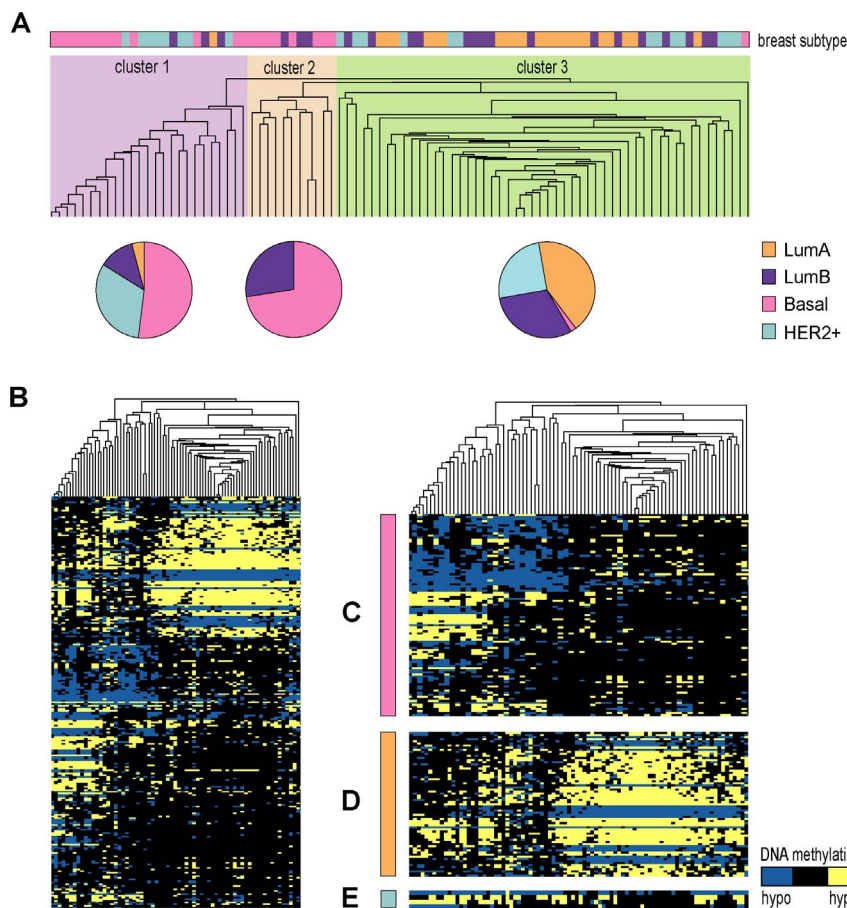 A
breast subtype
cluster 1
cluster 2
cluster 3
LumA
LumB
Basal
HER2+
B
C
D
DNA methylati
E
hypo
hyp